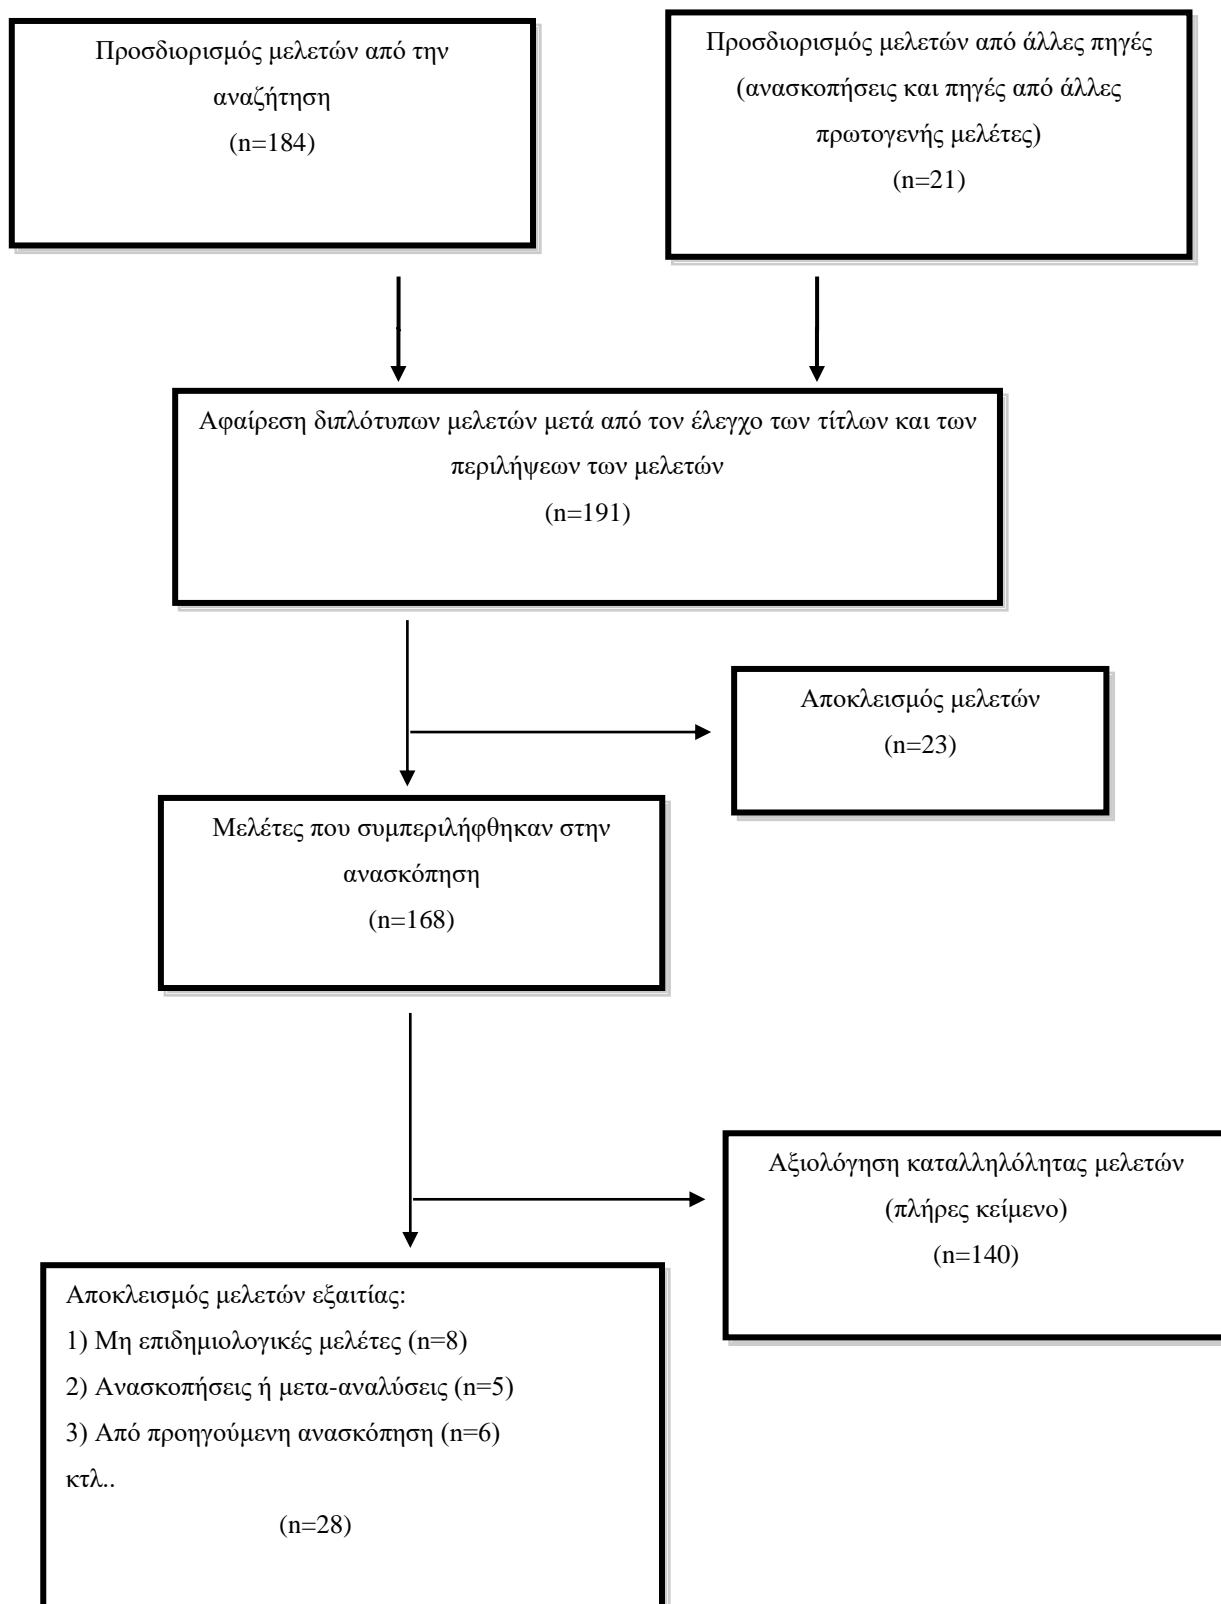 Προσδιορισμός μελετών από την
αναζήτηση
(n=184)
Προσδιορισμός μελετών από άλλες πηγές
(ανασκοπήσεις και πηγές από άλλες
πρωτογενής μελέτες)
(n=21)
Αφαίρεση διπλότυπων μελετών μετά από τον έλεγχο των τίτλων και των
περιλήψεων των μελετών
(n=191)
Αποκλεισμός μελετών
(n=23)
Μελέτες που συμπεριλήφθηκαν στην
ανασκόπηση
(n=168)
Αξιολόγηση καταλληλόλητας μελετών
(πλήρες κείμενο)
(n=140)
Αποκλεισμός μελετών εξαιτίας:
1) Μη επιδημιολογικές μελέτες (n=8)
2) Ανασκοπήσεις ή μετα-αναλύσεις (n=5)
3) Από προηγούμενη ανασκόπηση (n=6)
κτλ..
(n=28)